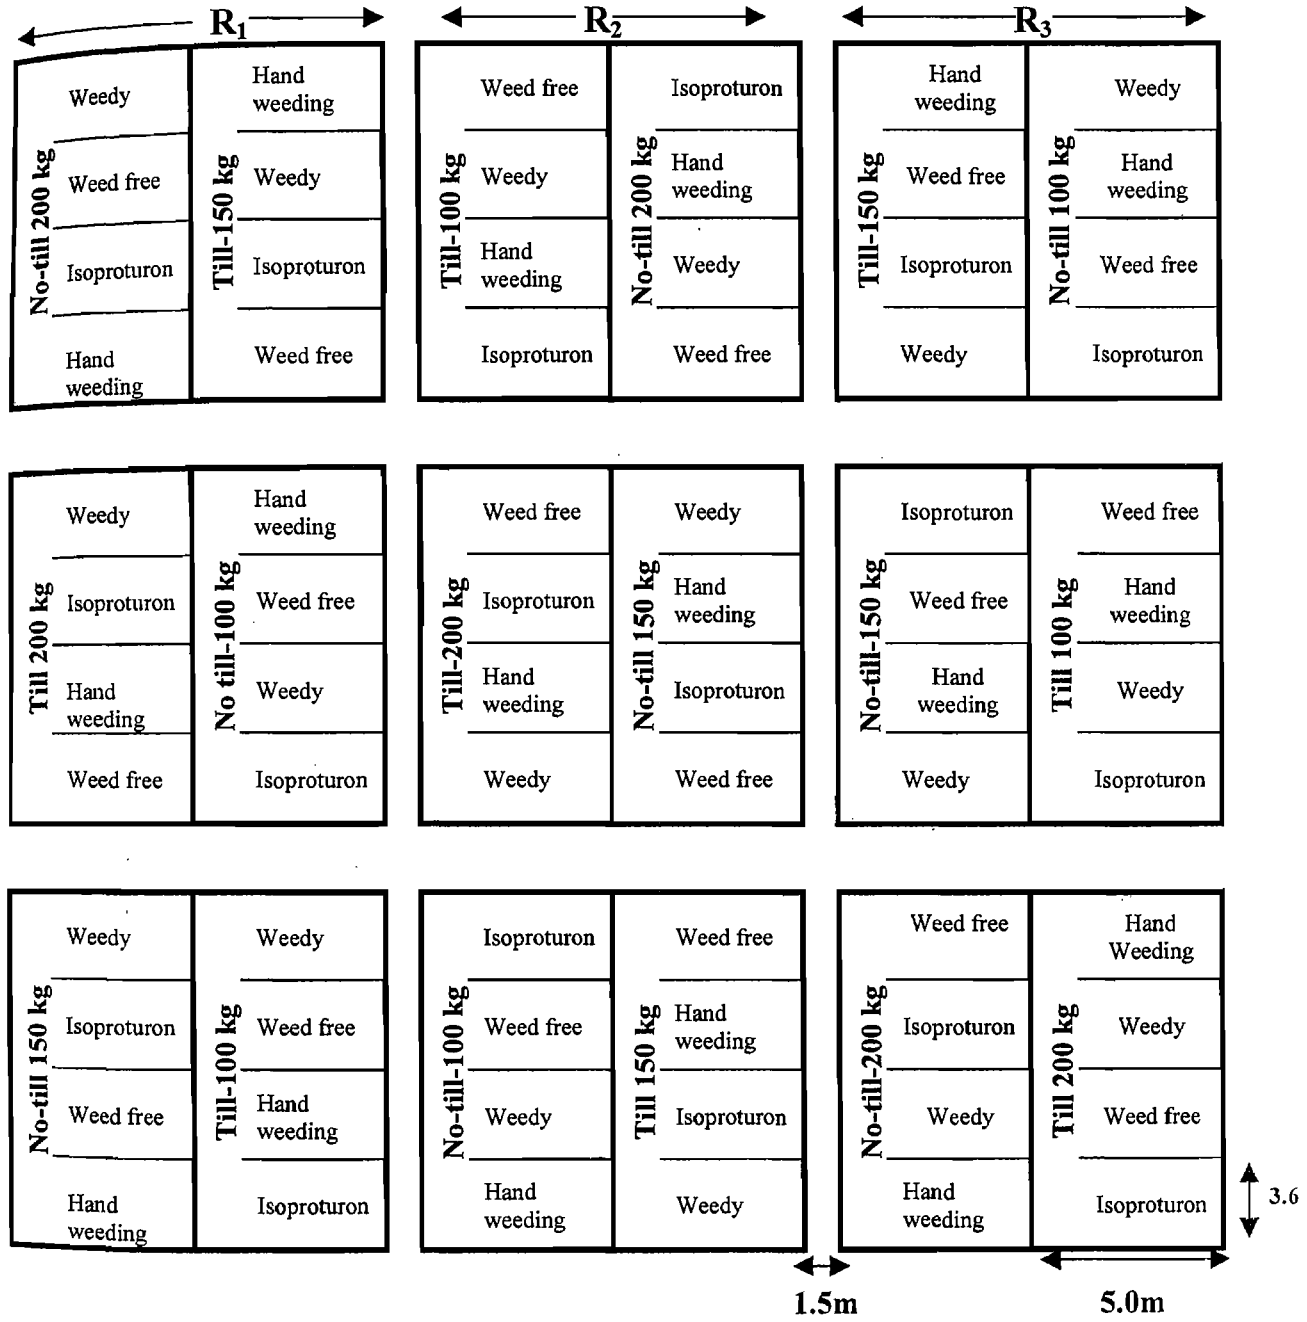 R1
R2
R3
No-till 200 kg
Weedy
Weed free
Isoproturon
Hand
weeding
Till-150 kg
Hand
weeding
Weedy
Isoproturon
Weed free
Till-100 kg
Weed free
Weedy
Hand
weeding
Isoproturon
No-till 200 kg
Isoproturon
Hand
weeding
Weedy
Weed free
Till-150 kg
Hand
weeding
Weed free
Isoproturon
Weedy
No-till 100 kg
Weedy
Hand
weeding
Weed free
Isoproturon
Till 200 kg
Weedy
Isoproturon
Hand
weeding
Weed free
No till-100 kg
Hand
weeding
Weed free
Weedy
Isoproturon
Till-200 kg
Weed free
Isoproturon
Hand
weeding
Weedy
No-till 150 kg
Weedy
Hand
weeding
Isoproturon
Weed free
No-till-150 kg
Isoproturon
Weed free
Hand
weeding
Weedy
Till 100 kg
Weed free
Hand
weeding
Weedy
Isoproturon
No-till 150 kg
Weedy
Isoproturon
Weed free
Hand
weeding
Till-100 kg
Weedy
Weed free
Hand
weeding
Isoproturon
No-till-100 kg
Isoproturon
Weed free
Weedy
Hand
weeding
Till 150 kg
Weed free
Hand
weeding
Isoproturon
Weedy
No-till-200 kg
Weed free
Isoproturon
Weedy
Hand
weeding
Till 200 kg
Hand
Weeding
Weedy
Weed free
Isoproturon
3.6
1.5m
5.0m